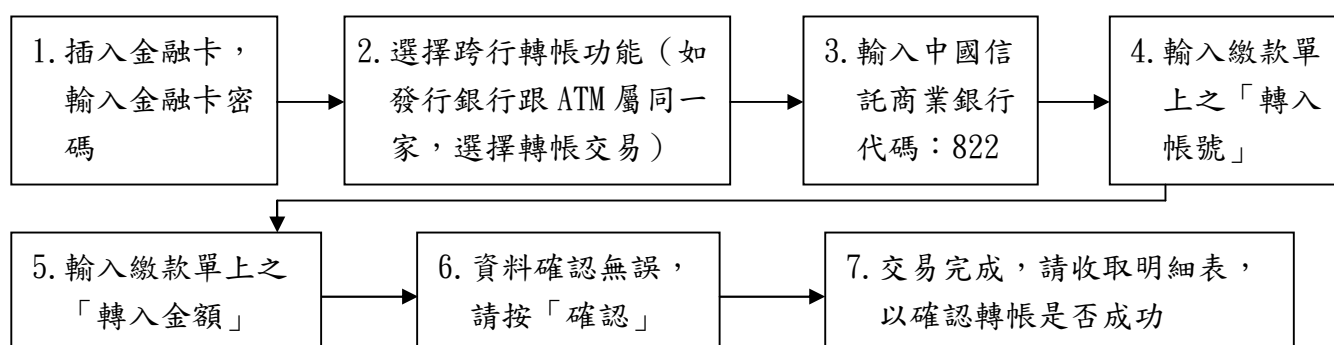 1.插入金融卡，
輸入金融卡密
碼
2.選擇跨行轉帳功能（如
發行銀行跟 ATM 屬同一
家，選擇轉帳交易）
3.輸入中國信
託商業銀行
代碼：822
4.輸入繳款單
上之「轉入
帳號」
5.輸入繳款單上之
「轉入金額」
6.資料確認無誤，
請按「確認」
7.交易完成，請收取明細表，
以確認轉帳是否成功